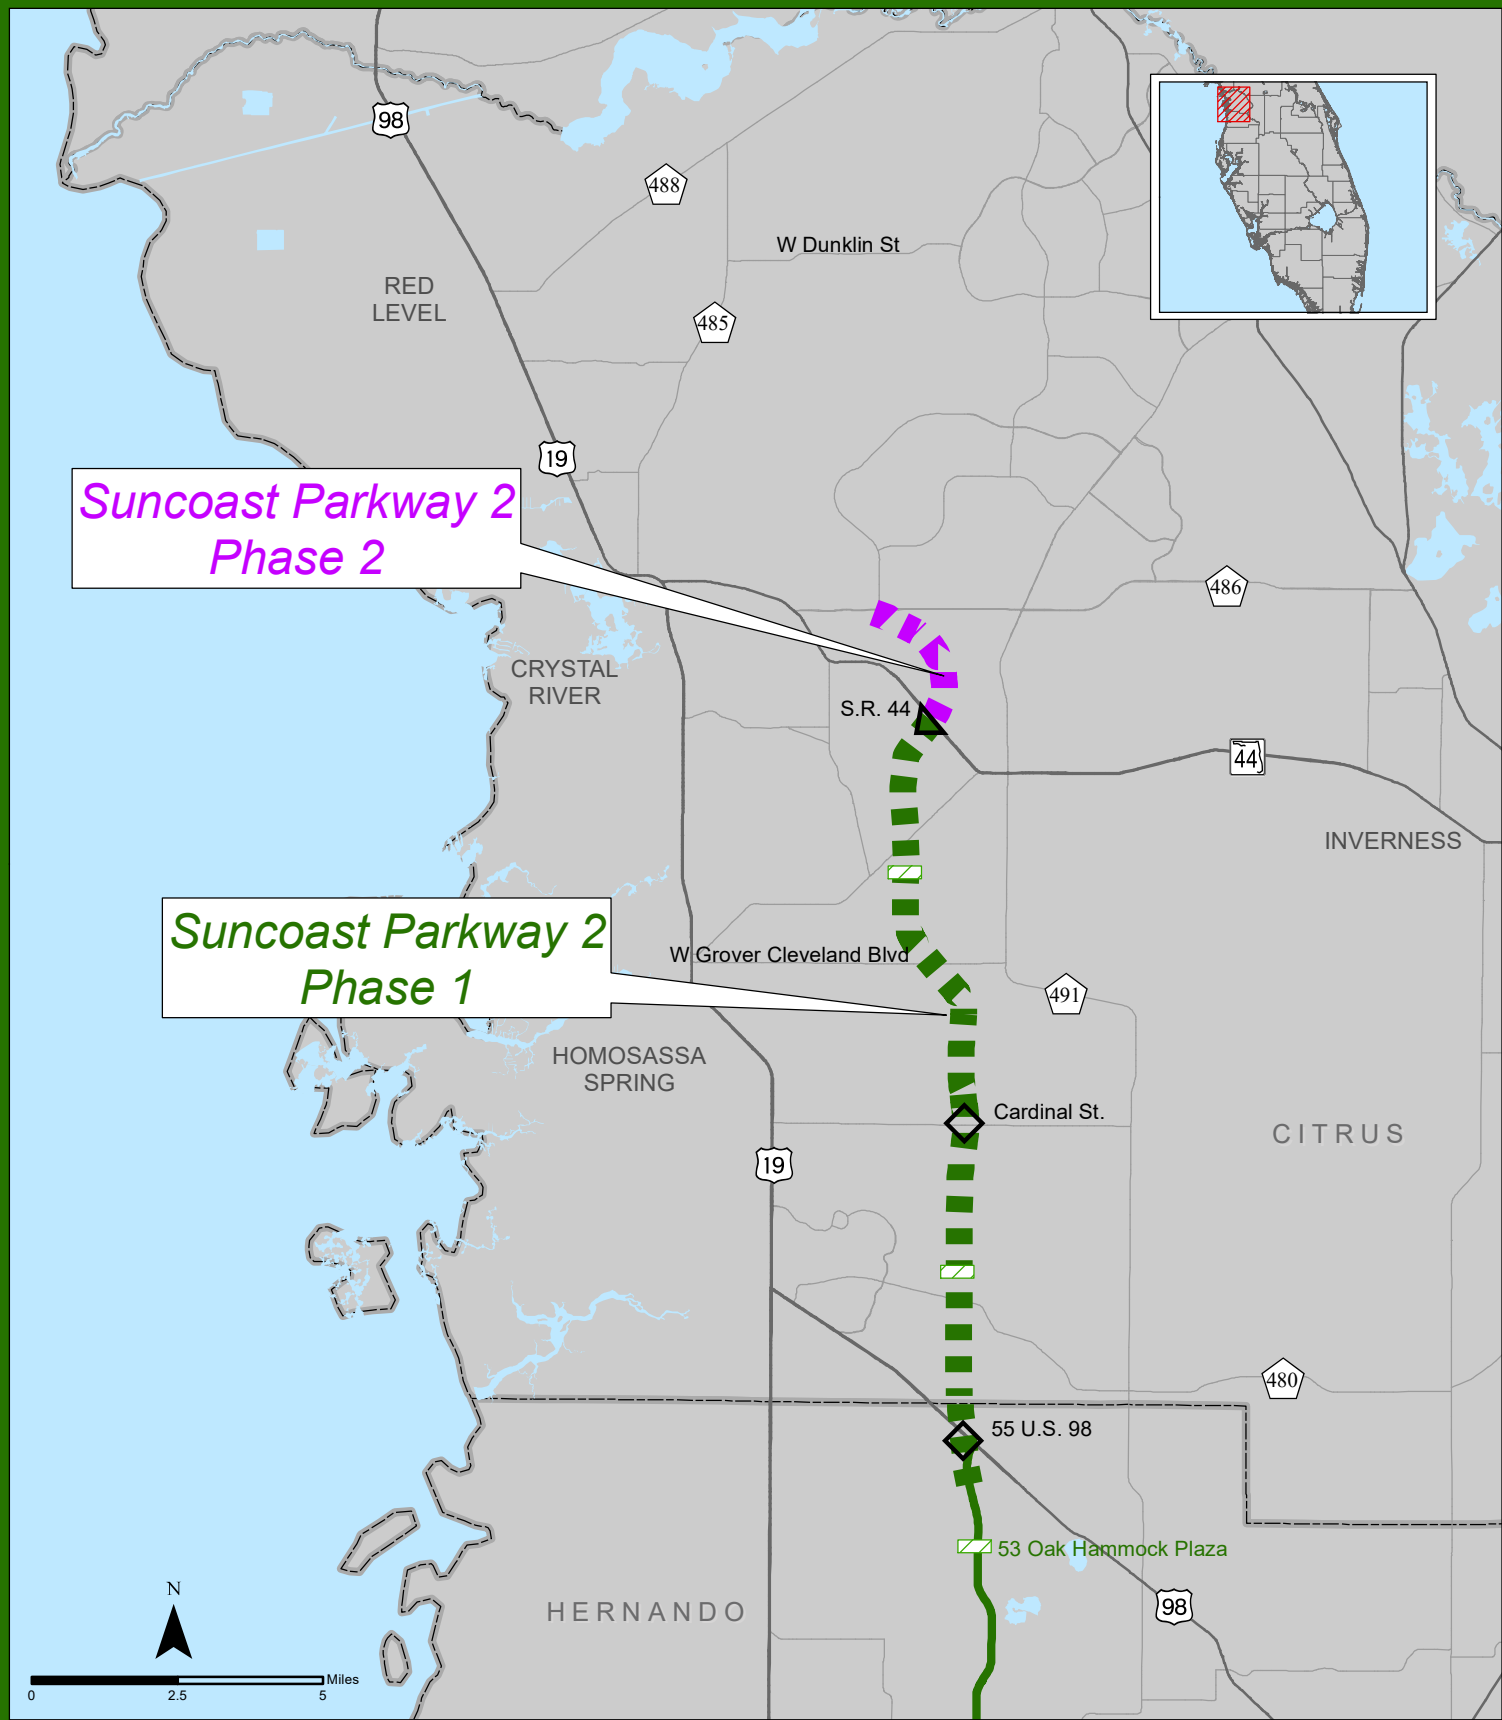 98
488
W Dunklin St
RED
LEVEL
485
19
Suncoast Parkway 2
Phase 2
486
CRYSTAL
RIVER
S.R. 44
44
INVERNESS
Suncoast Parkway 2
Phase 1
W Grover Cleveland Blvd
491
HOMOSASSA
SPRING
Cardinal St.
CITRUS
19
480
55 U.S. 98
53 Oak Hammock Plaza
N
HERNANDO
98
Miles
0 2.5 5